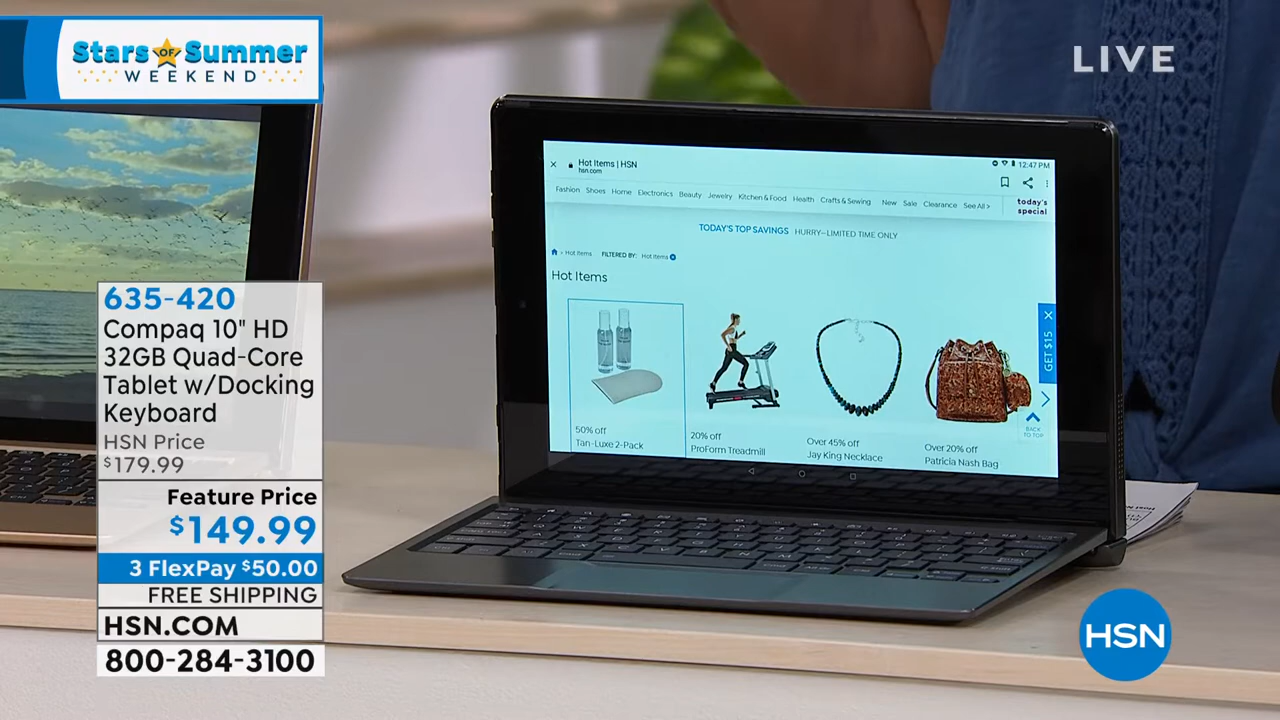 Stars OF Summer
WEEKEND
LIVE
635-420
Compaq 10" HD
32GB Quad-Core
Tablet w/Docking
Keyboard
HSN Price
$179.99
Feature Price
$149.99
3 FlexPay $50.00
FREE SHIPPING
HSN.COM
800-284-3100
Hot Items | HSN
hsn.com
12:47 PM
Fashion Shoes Home Electronics Beauty Jewelry Kitchen & Food Health Crafts & Sewing New Sale Clearance See All >
today's
special
TODAY'S TOP SAVINGS HURRY—LIMITED TIME ONLY
> Hot Items FILTERED BY: Hot Items
Hot Items
GET $15
BACK
TO TOP
50% off
Tan-Luxe 2-Pack
20% off
ProForm Treadmill
Over 45% off
Jay King Necklace
Over 20% off
Patricia Nash Bag
HSN